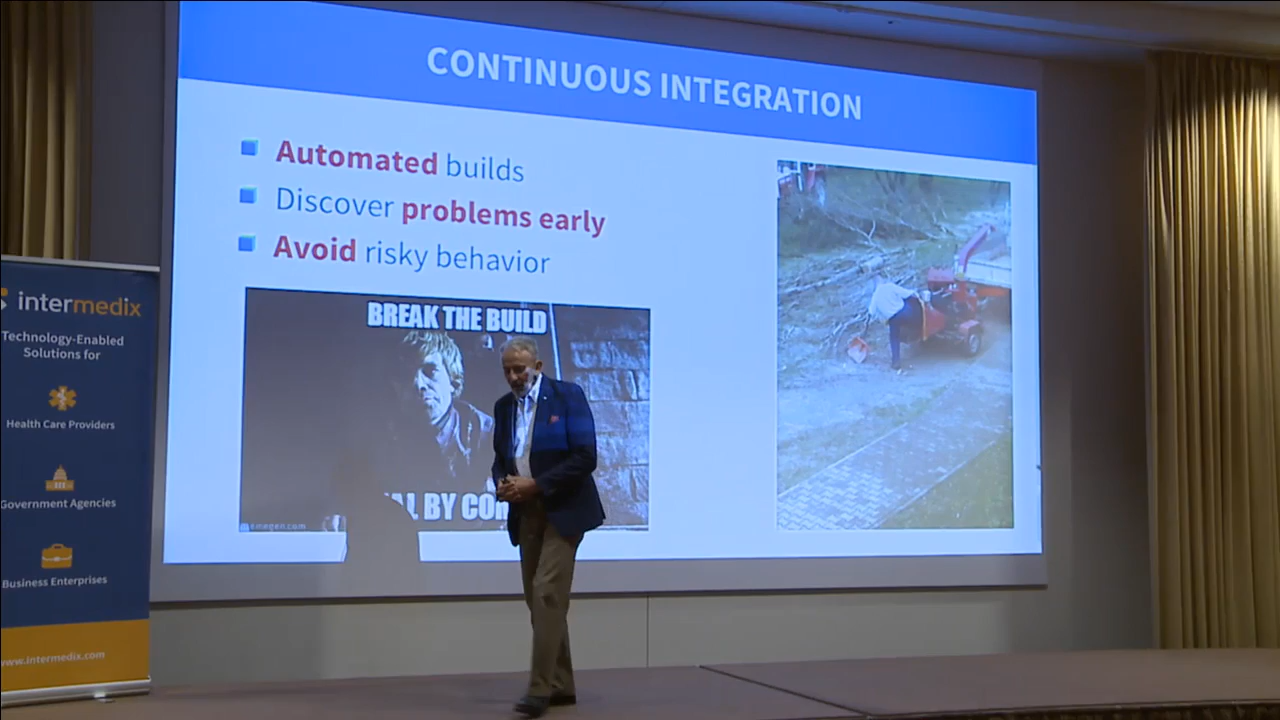 CONTINUOUS INTEGRATION
Automated builds
Discover problems early
Avoid risky behavior
BREAK THE BUILD
BY
intermedix
Technology-Enabled
Solutions for
Health Care Providers
Government Agencies
Business Enterprises
www.intermedix.com